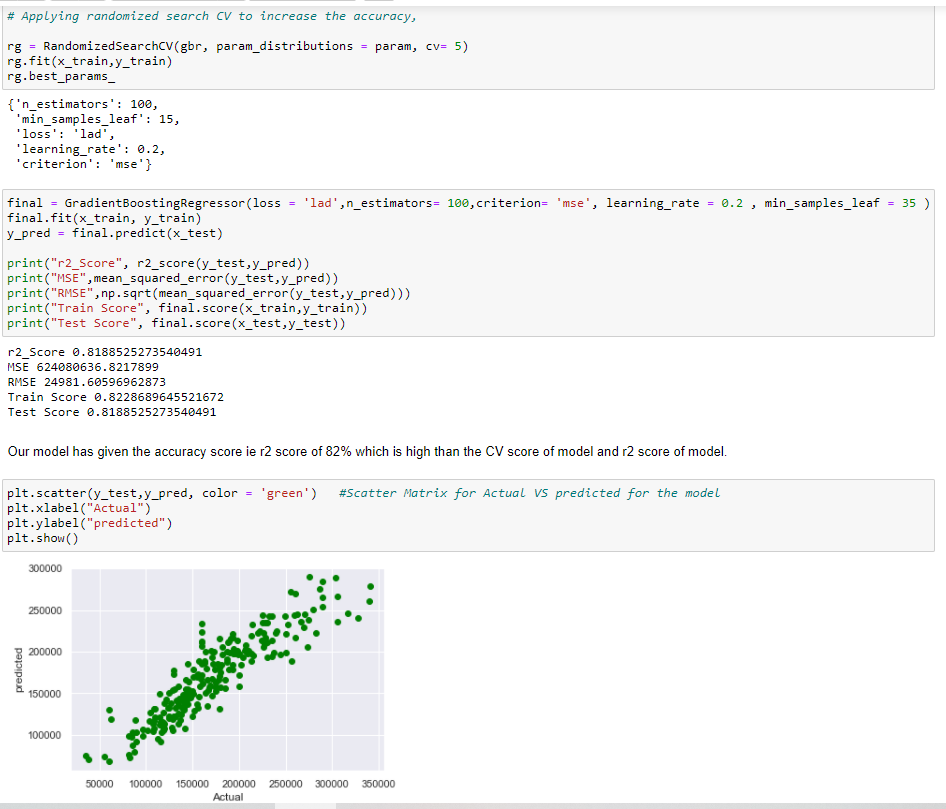 # Applying randomized search CV to increase the accuracy,
rg = RandomizedSearchCV(gbr, param_distributions = param, cv= 5)
rg.fit(x_train,y_train)
rg.best_params_
{'n_estimators': 100,
'min_samples_leaf': 15,
'loss': 'lad',
'learning_rate': 0.2,
'criterion': 'mse'}
final = GradientBoostingRegressor(loss = 'lad',n_estimators= 100,criterion= 'mse', learning_rate = 0.2 , min_samples_leaf = 35 )
final.fit(x_train, y_train)
y_pred = final.predict(x_test)
print("r2_Score", r2_score(y_test,y_pred))
print("MSE",mean_squared_error(y_test,y_pred))
print("RMSE",np.sqrt(mean_squared_error(y_test,y_pred)))
print("Train Score", final.score(x_train,y_train))
print("Test Score", final.score(x_test,y_test))
r2_Score 0.8188525273540491
MSE 624080636.8217899
RMSE 24981.60596962873
Train Score 0.8228689645521672
Test Score 0.8188525273540491
Our model has given the accuracy score ie r2 score of 82% which is high than the CV score of model and r2 score of model.
plt.scatter(y_test,y_pred, color = 'green')   #Scatter Matrix for Actual VS predicted for the model
plt.xlabel("Actual")
plt.ylabel("predicted")
plt.show()
300000
250000
200000
150000
100000
predicted
50000 100000 150000 200000 250000 300000 350000
Actual